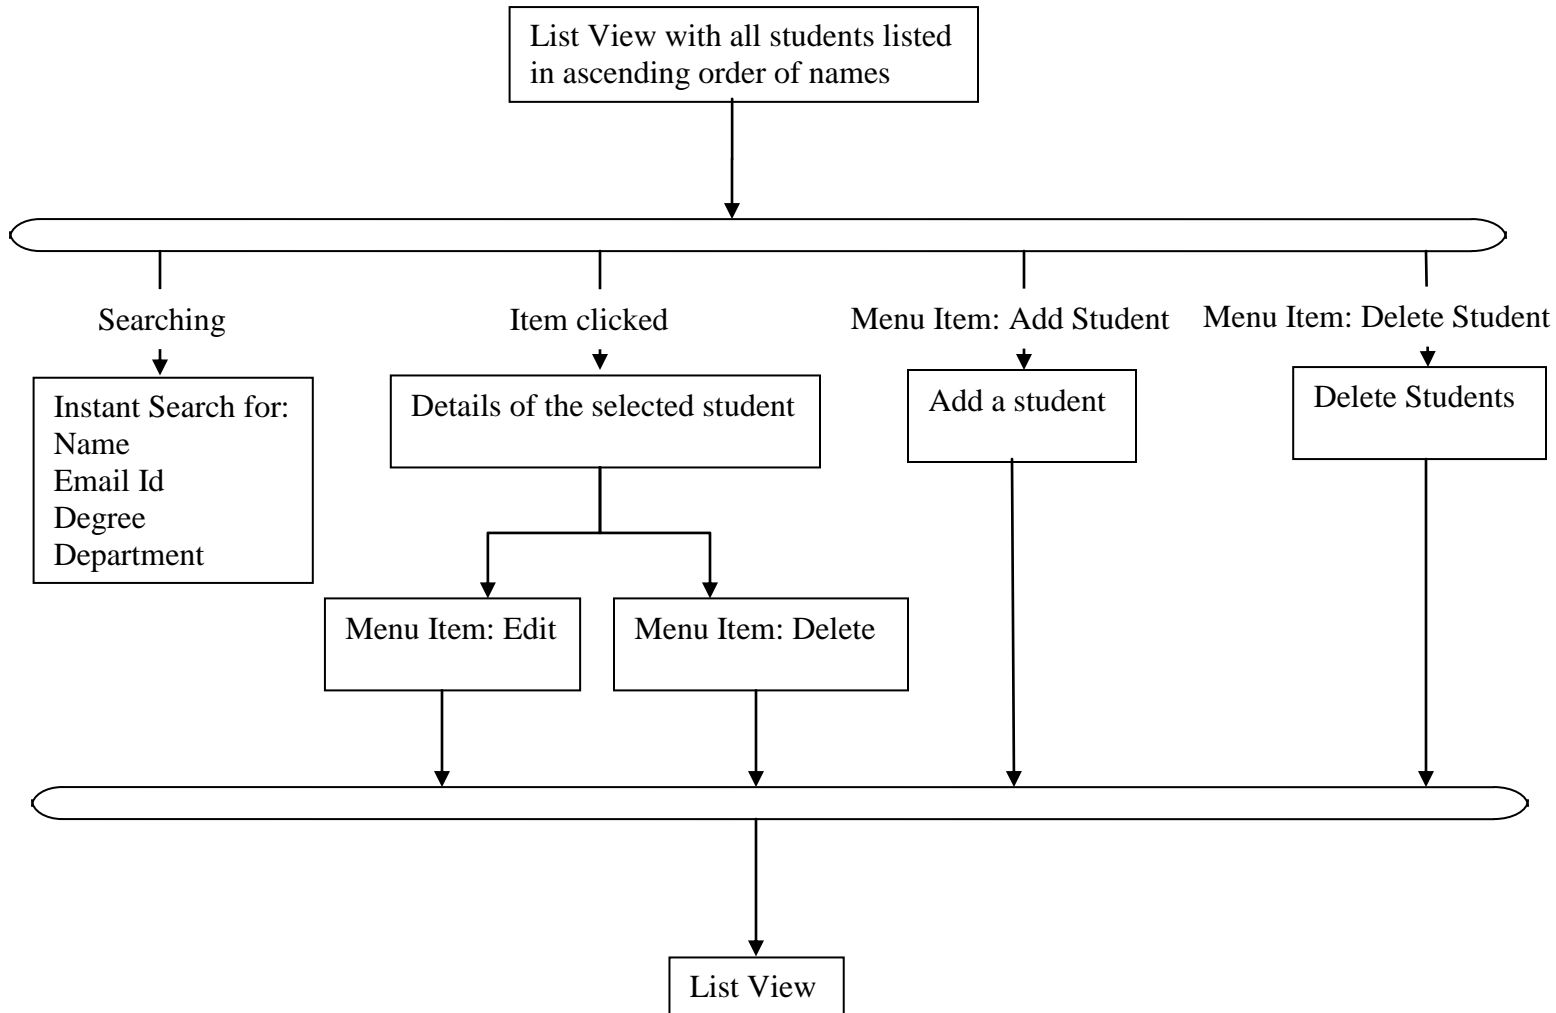 List View with all students listed
in ascending order of names
Searching
Item clicked
Menu Item: Add Student
Menu Item: Delete Student
Instant Search for:
Name
Email Id
Degree
Department
Details of the selected student
Add a student
Delete Students
Menu Item: Edit
Menu Item: Delete
List View